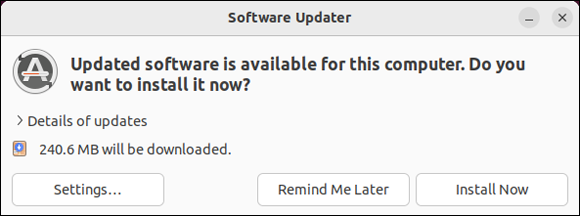 Software Updater
Updated software is available for this computer. Do you
want to install it now?
Details of updates
240.6 MB will be downloaded.
Settings...
Remind Me Later
Install Now